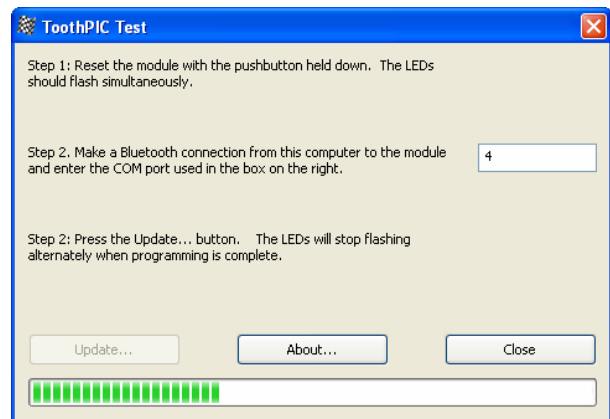 ToothPIC Test
Step 1: Reset the module with the pushbutton held down. The LEDs
should flash simultaneously.
Step 2. Make a Bluetooth connection from this computer to the module
and enter the COM port used in the box on the right.
4
Step 2: Press the Update... button. The LEDs will stop flashing
alternately when programming is complete.
Update...
About...
Close